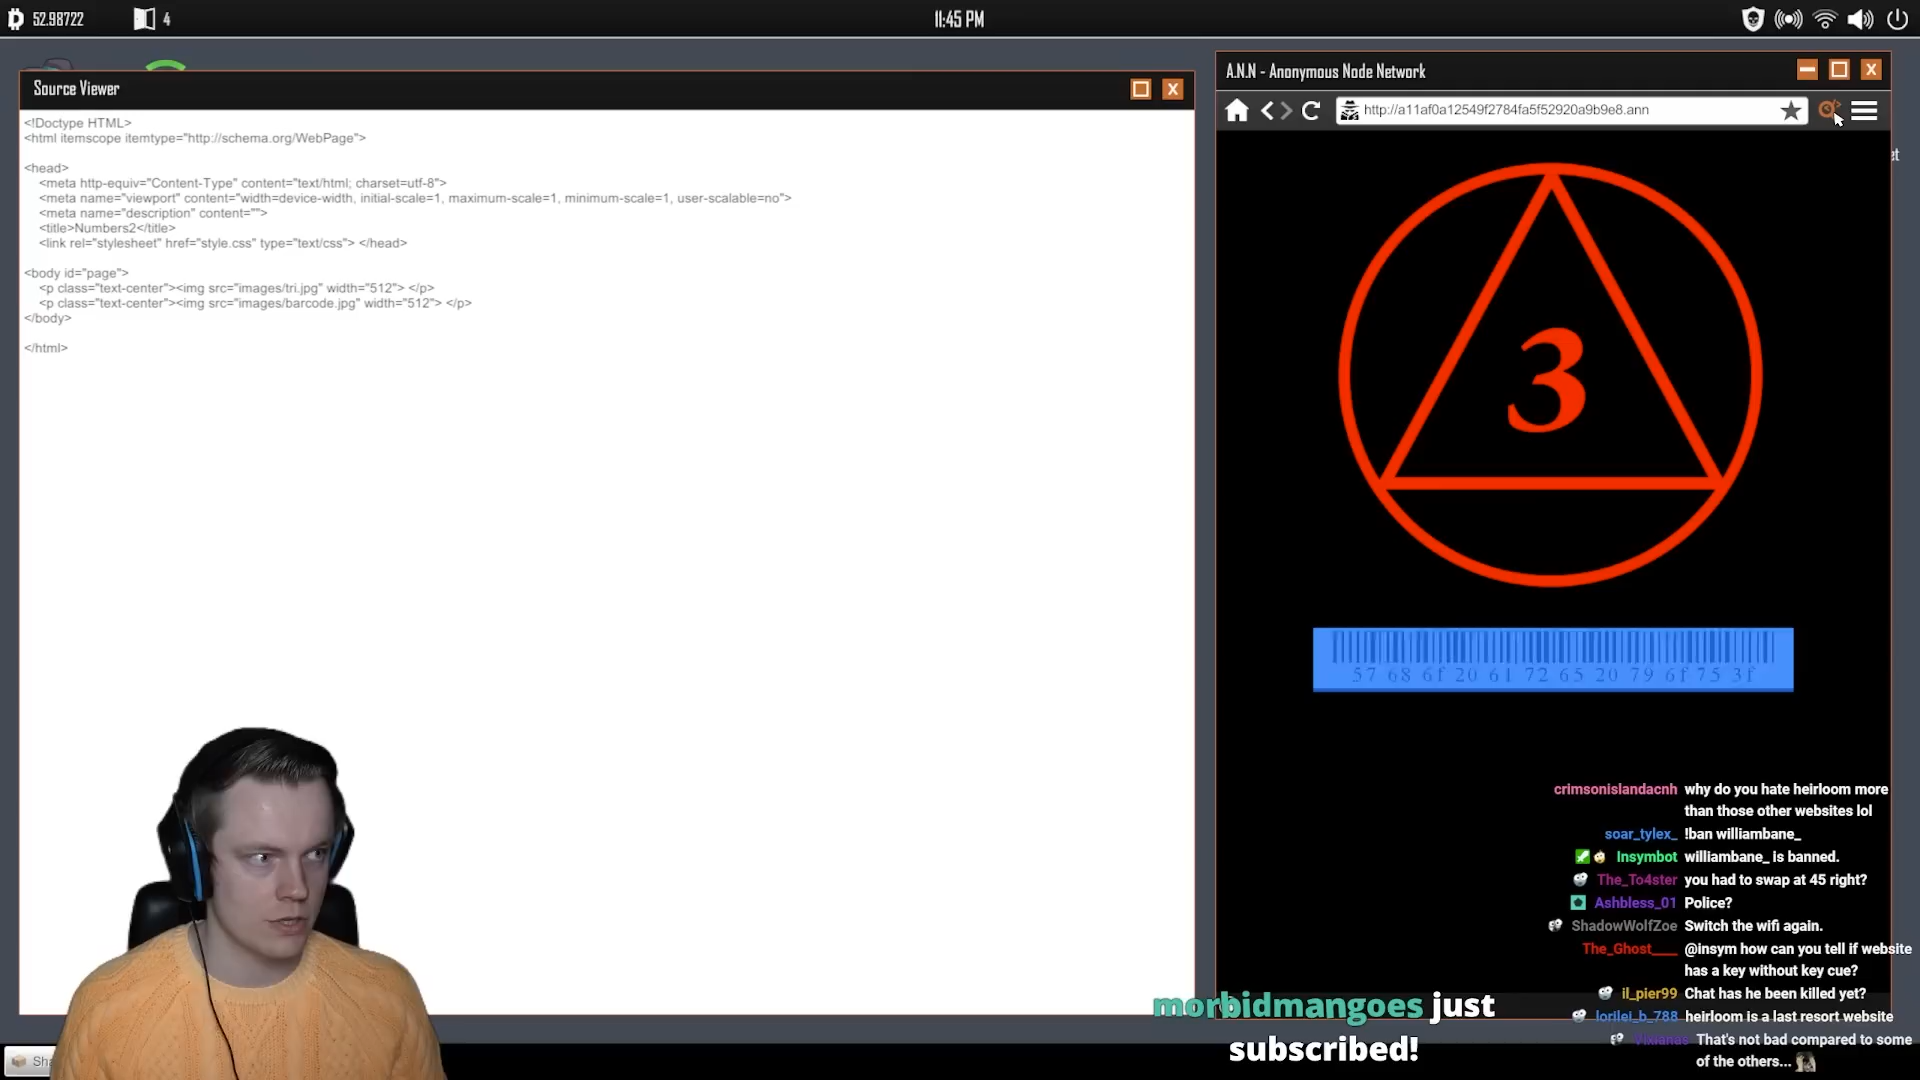 52.98722
4
11:45 PM
Source Viewer
<!Doctype HTML>
<html itemscope itemtype="http://schema.org/WebPage">
<head>
<meta http-equiv="Content-Type" content="text/html; charset=utf-8">
<meta name="viewport" content="width=device-width, initial-scale=1, maximum-scale=1, minimum-scale=1, user-scalable=no">
<meta name="description" content="">
<title>Numbers2</title>
<link rel="stylesheet" href="style.css" type="text/css"> </head>
<body id="page">
<p class="text-center"><img src="images/tri.jpg" width="512"> </p>
<p class="text-center"><img src="images/barcode.jpg" width="512"> </p>
</body>
</html>
A.N.N - Anonymous Node Network
http://a11af0a12549f2784fa5f52920a9b9e8.ann
3
57 68 6f 20 61 72 65 20 79 6f 75 3f
crimsonislandacnh why do you hate heirloom more
than those other websites lol
soar_tylex_ !ban williambane_
Insymbot williambane_ is banned.
The_To4ster you had to swap at 45 right?
Ashbless_01 Police?
ShadowWolfZoe Switch the wifi again.
The_Ghost____ @insym how can you tell if website
has a key without key cue?
il_pier99 Chat has he been killed yet?
lorilei_b_788 heirloom is a last resort website
That's not bad compared to some
of the others...
morbidmangoes just
subscribed!